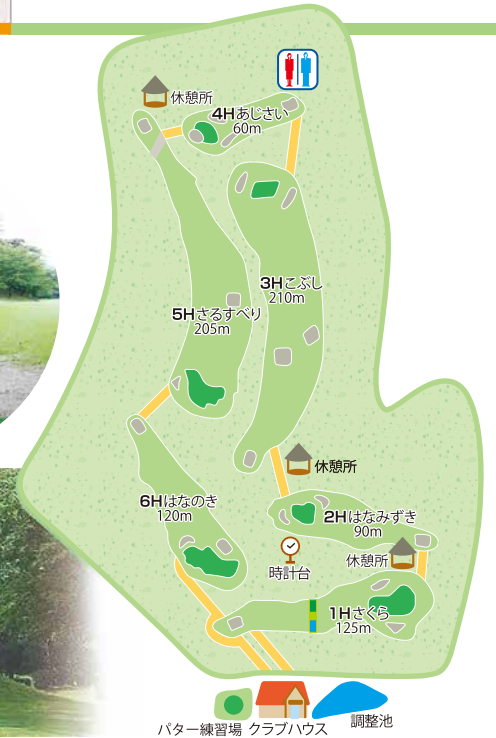 休憩所
4Hあじさい
60m
3Hこぶし
210m
5Hさるすべり
205m
休憩所
6Hはなのき
120m
2Hはなみずき
90m
休憩所
時計台
1Hさくら
125m
パター練習場 クラブハウス 調整池